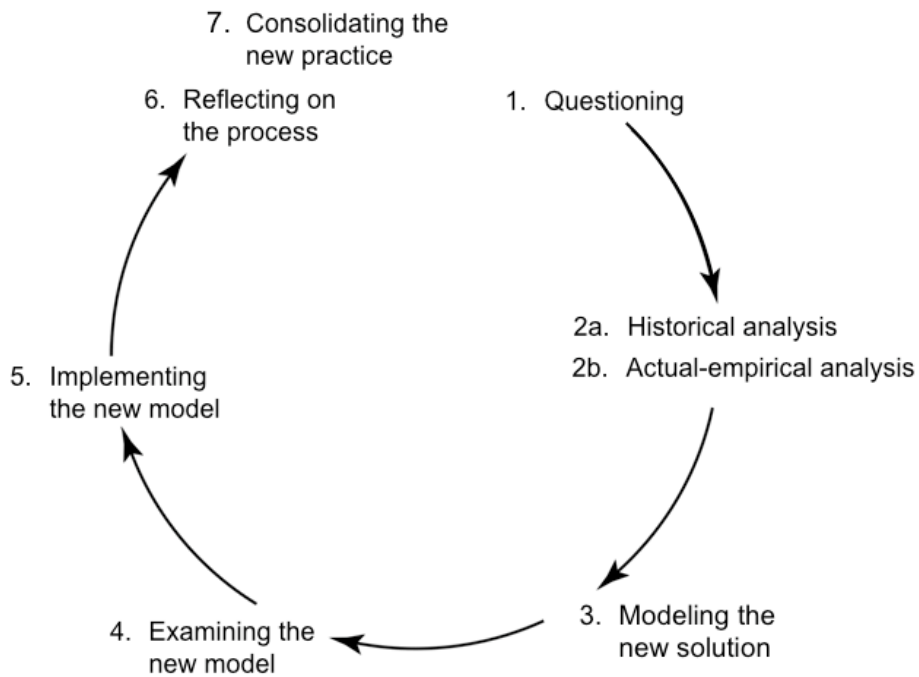 7. Consolidating the
new practice
6. Reflecting on
the process
1. Questioning
2a. Historical analysis
2b. Actual-empirical analysis
5. Implementing
the new model
3. Modeling the
new solution
4. Examining the
new model